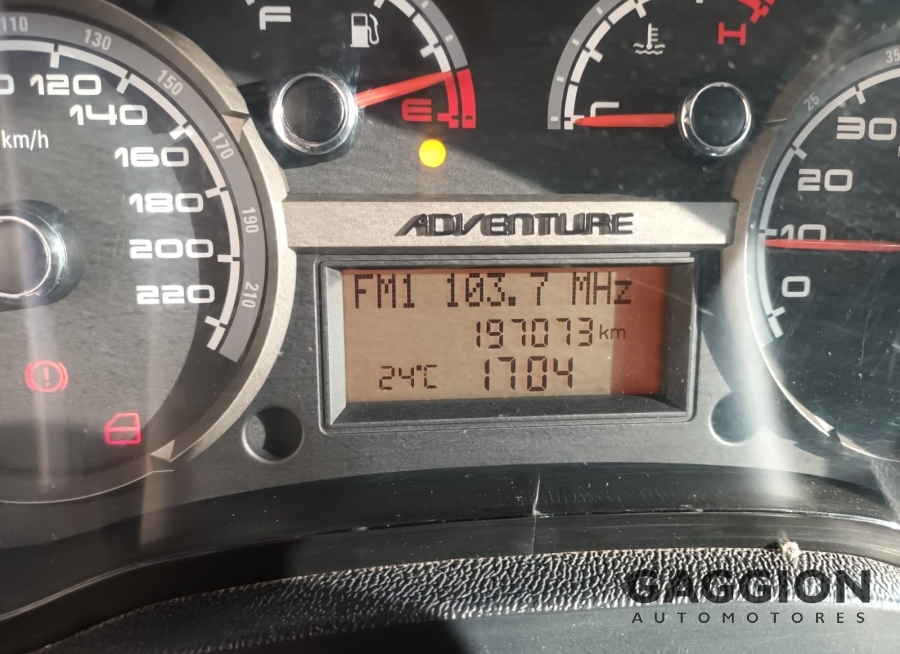 110
130
150
170
190
210
120
140
160
180
200
220
km/h
F
E
C
H
ADVENTURE
FM1 103.7 MHz
197073 km
24°C 1704
25
15
30
20
10
0
GAGGION
AUTOMOTORES